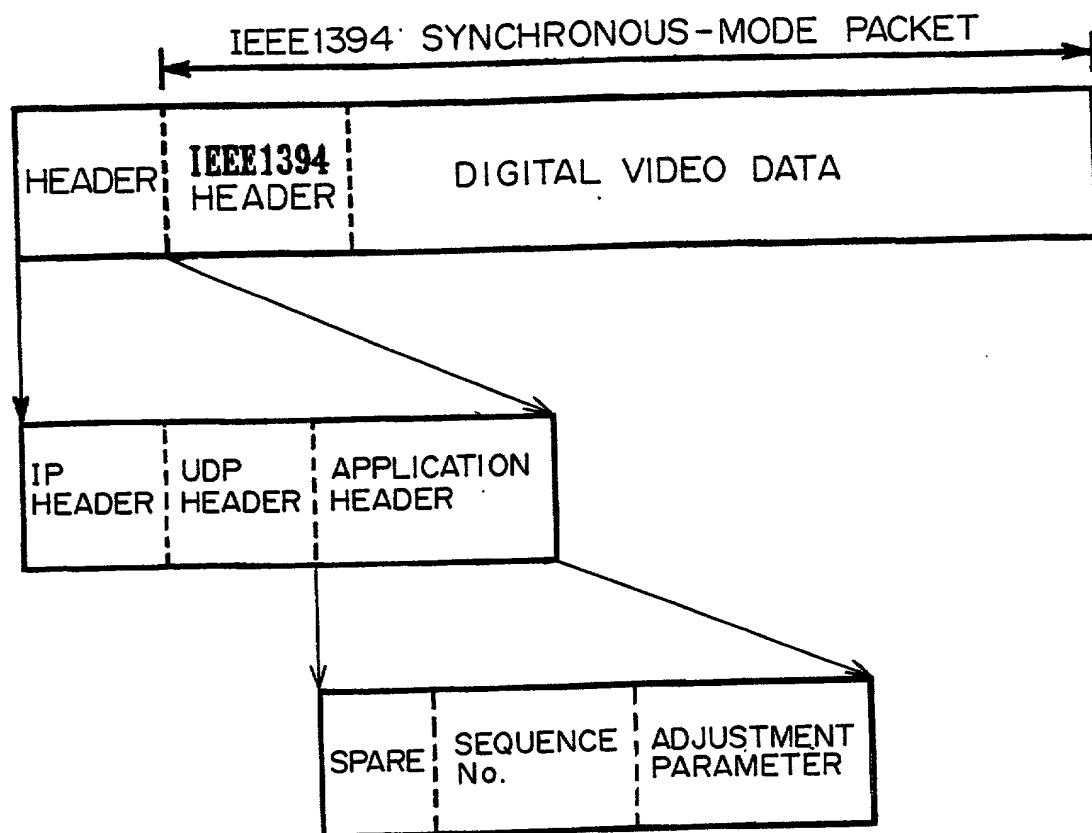 IEEE1394 SYNCHRONOUS-MODE PACKET
HEADER
IEEE1394
HEADER
DIGITAL VIDEO DATA
IP
HEADER
UDP
HEADER
APPLICATION
HEADER
SPARE
SEQUENCE
No.
ADJUSTMENT
PARAMETER